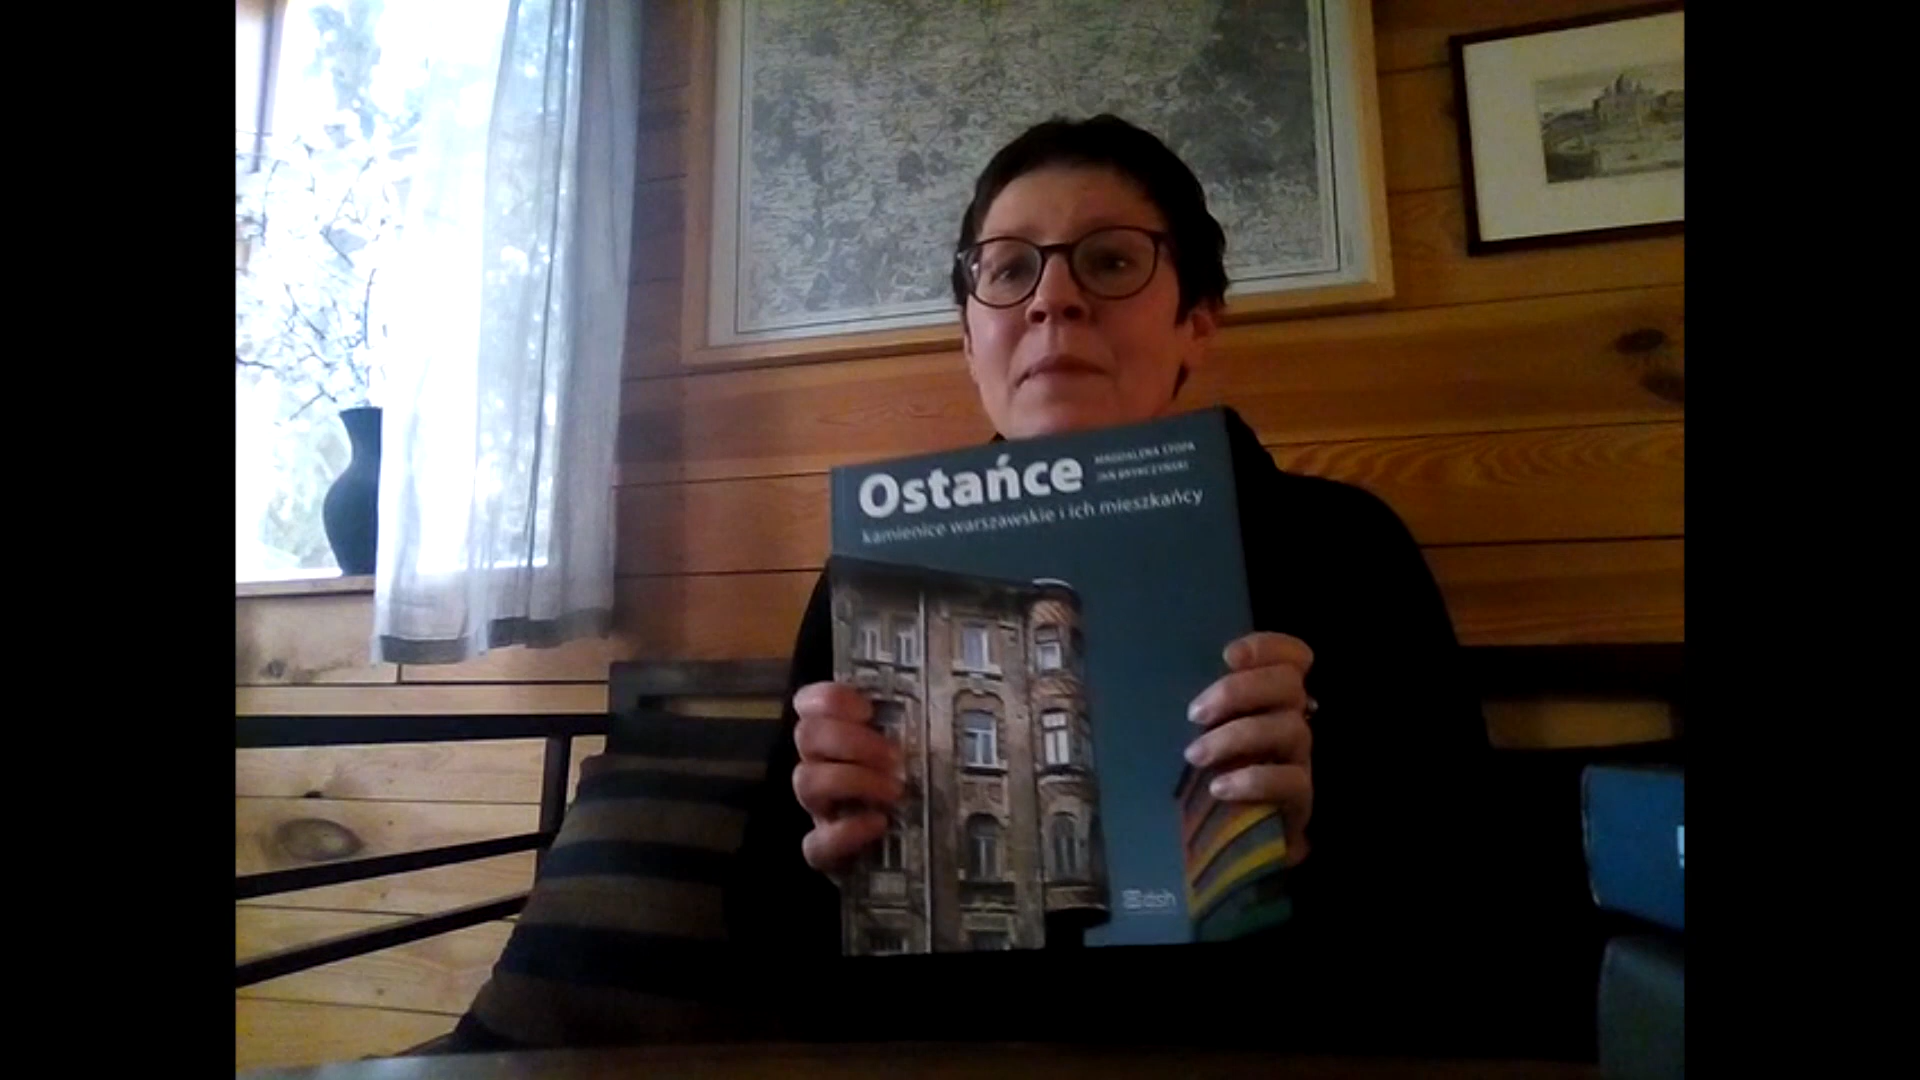 Ostańce
MAGDALENA STOPA
JAN BRYKCZYŃSKI
kamienice warszawskie i ich mieszkańcy
dsh